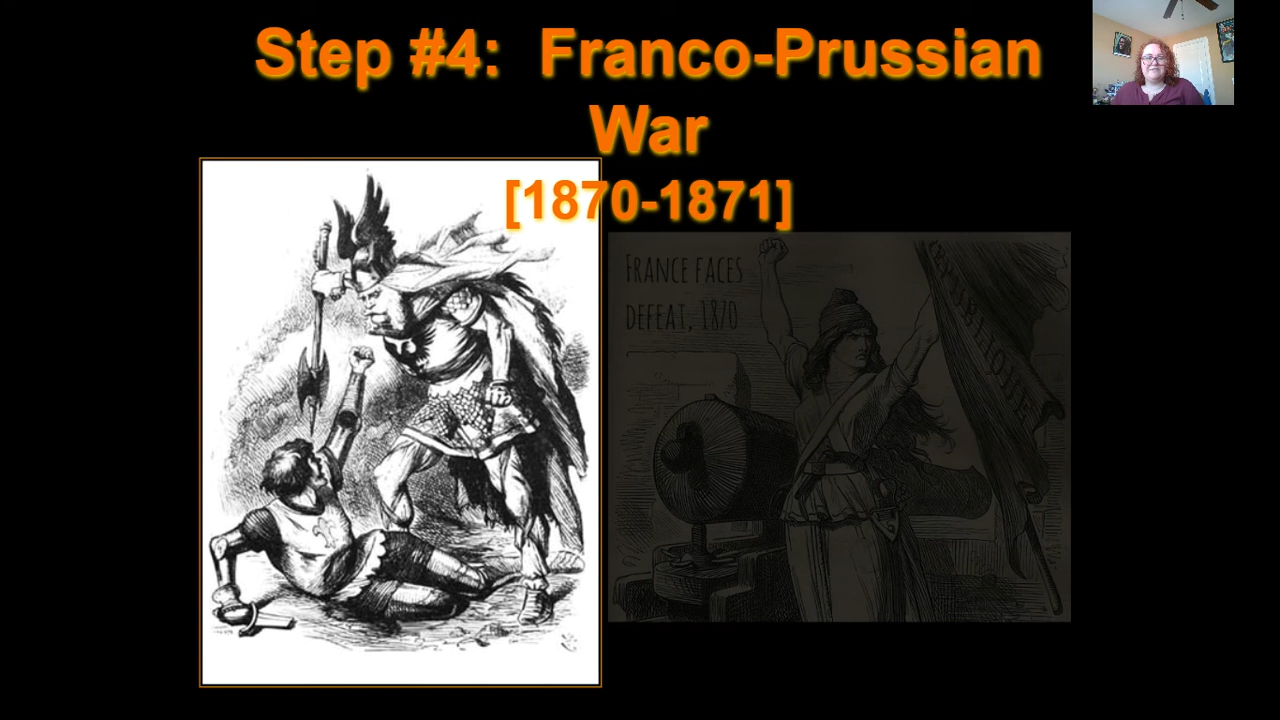 Step #4:  Franco-Prussian
War
[1870-1871]
FRANCE FACES
DEFEAT, 1870